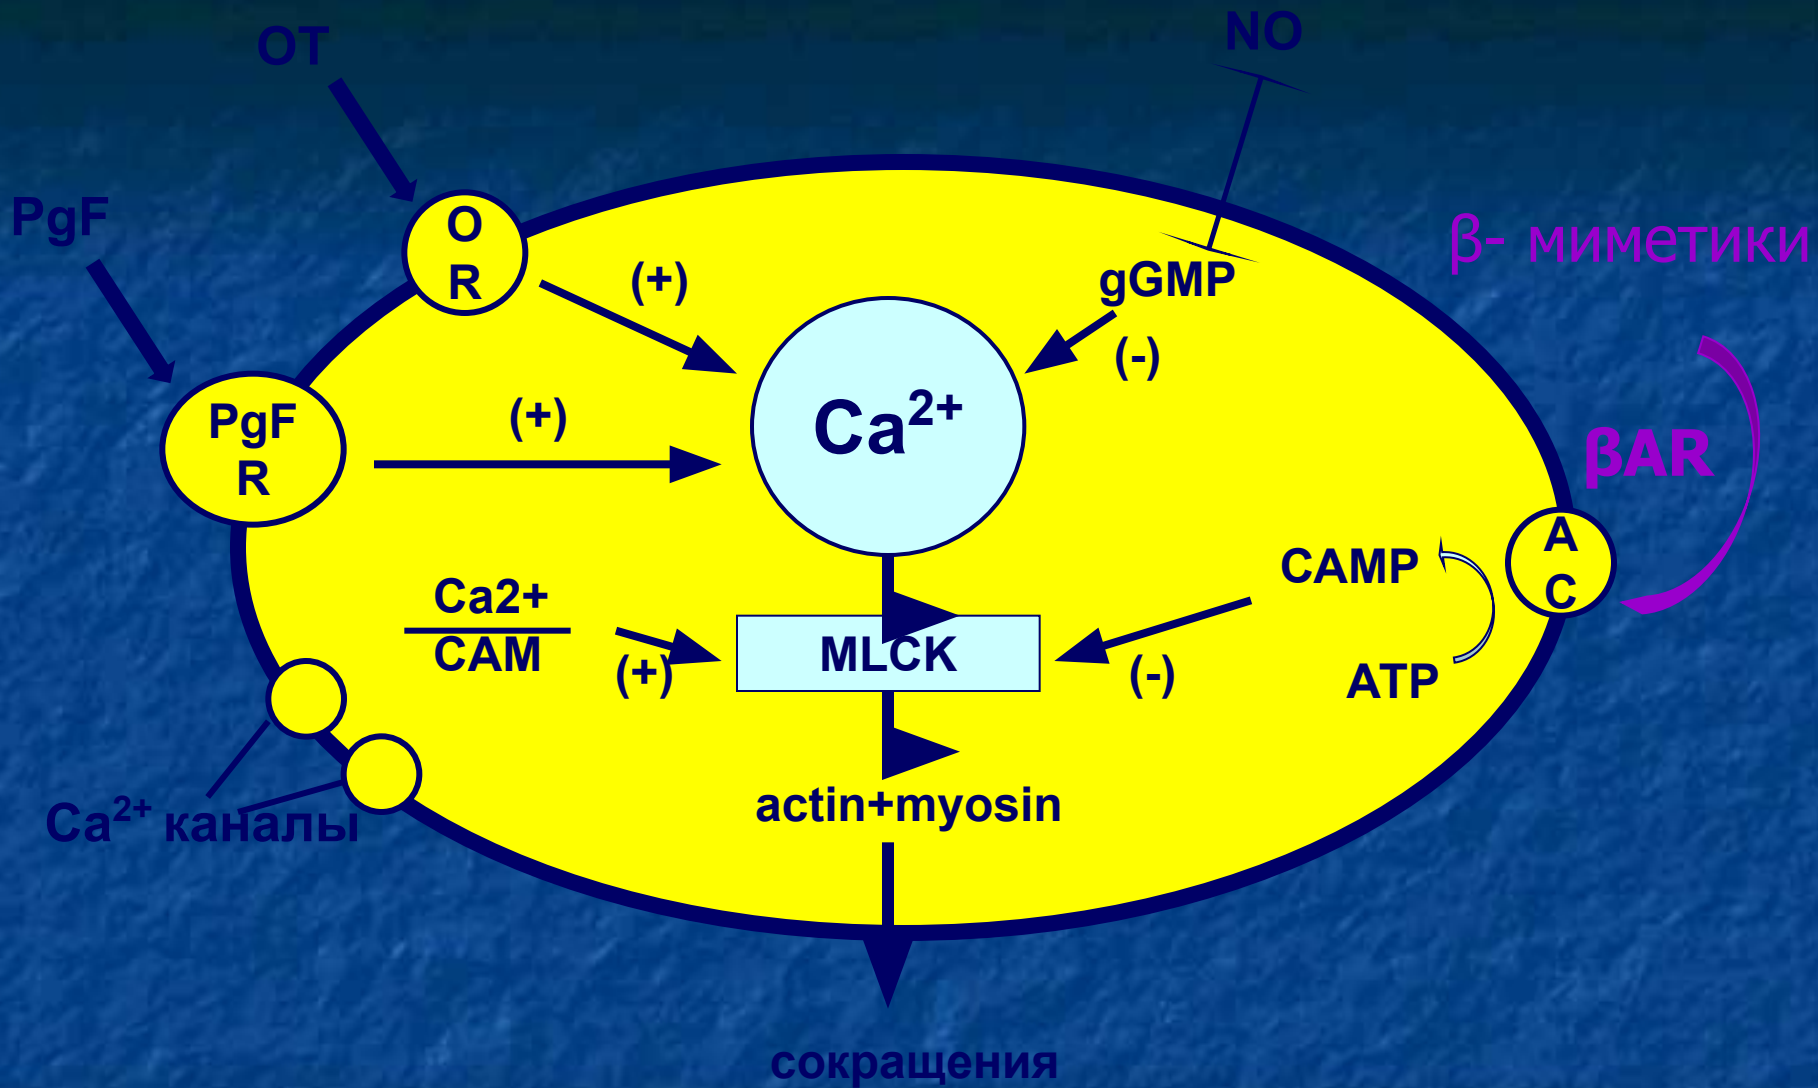 OT
NO
PgF
O
R
(+)
gGMP
β- миметики
(-)
Ca²⁺
PgF
R
(+)
βAR
A
C
CAMP
Ca2+
CAM
(+)
MLCK
(-)
ATP
Ca²⁺ каналы
actin+myosin
сокращения